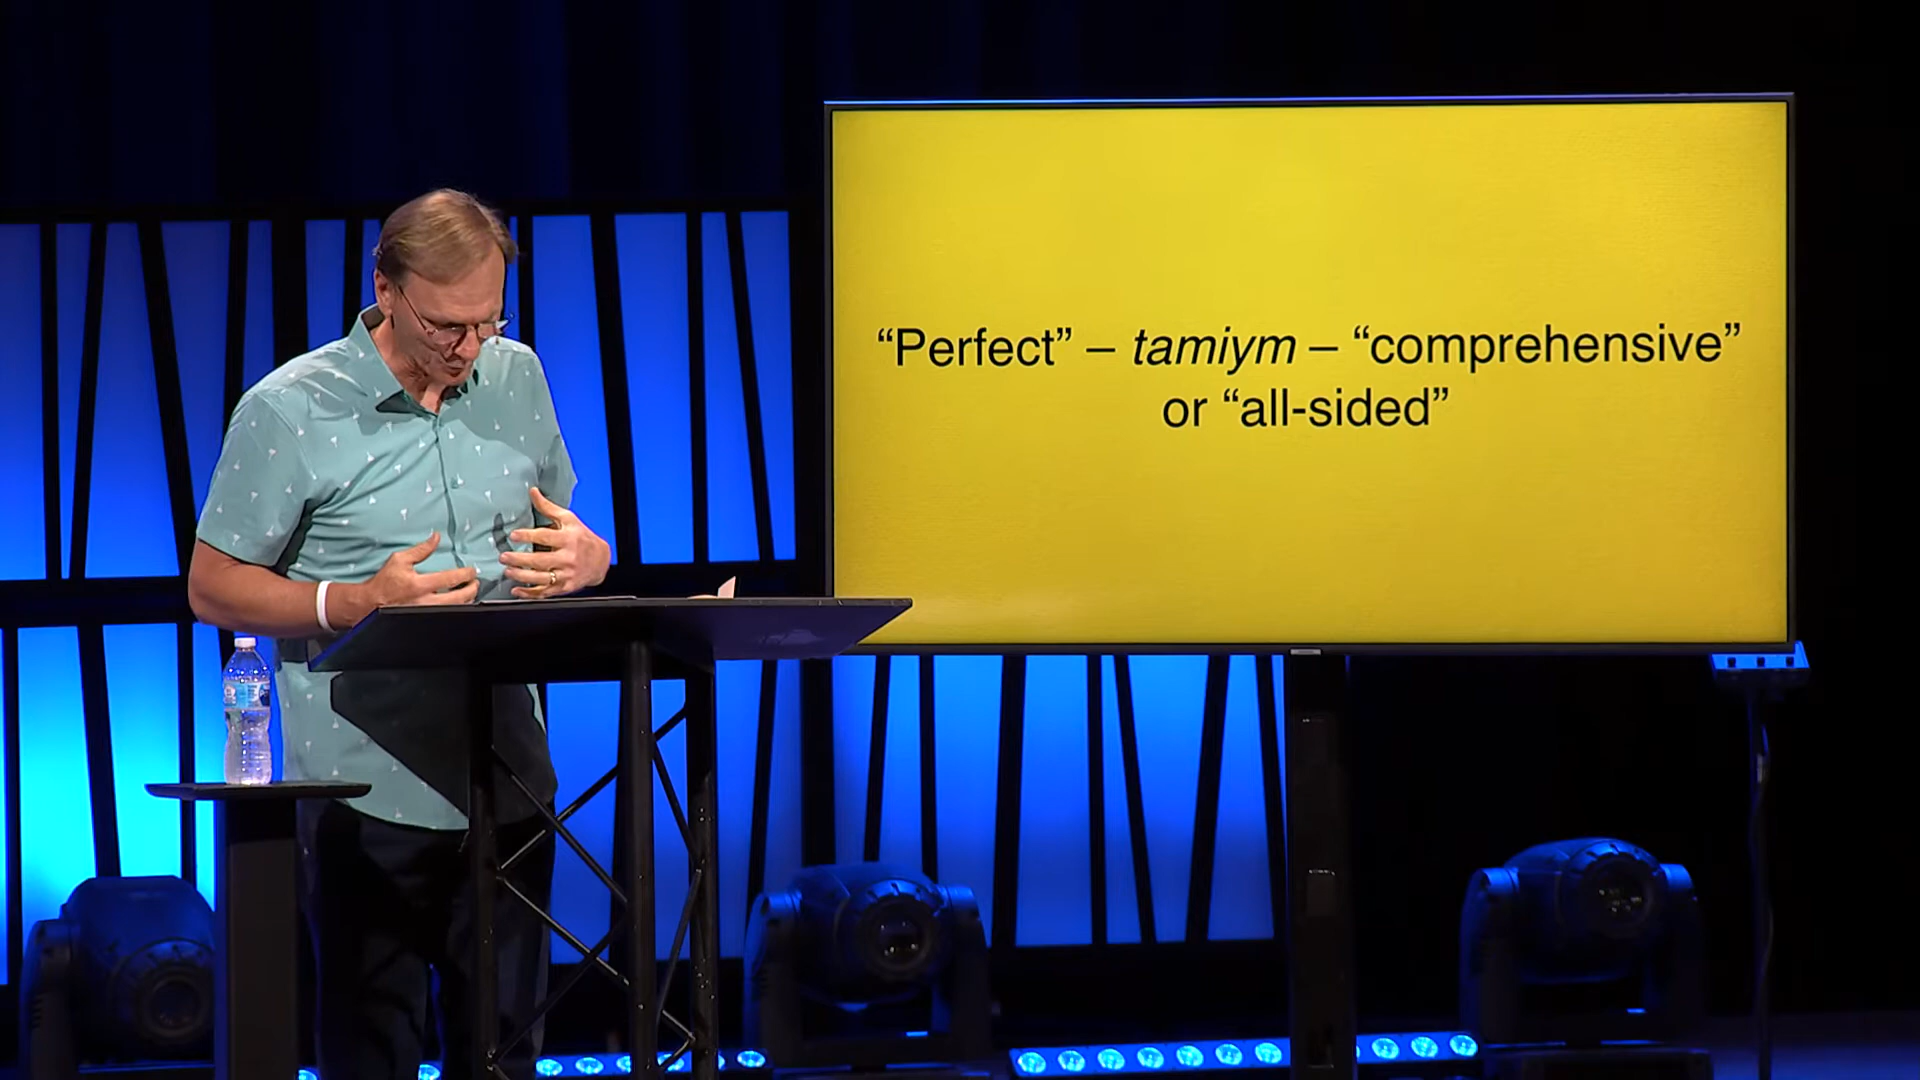 “Perfect” – tamiym – “comprehensive”
or “all-sided”